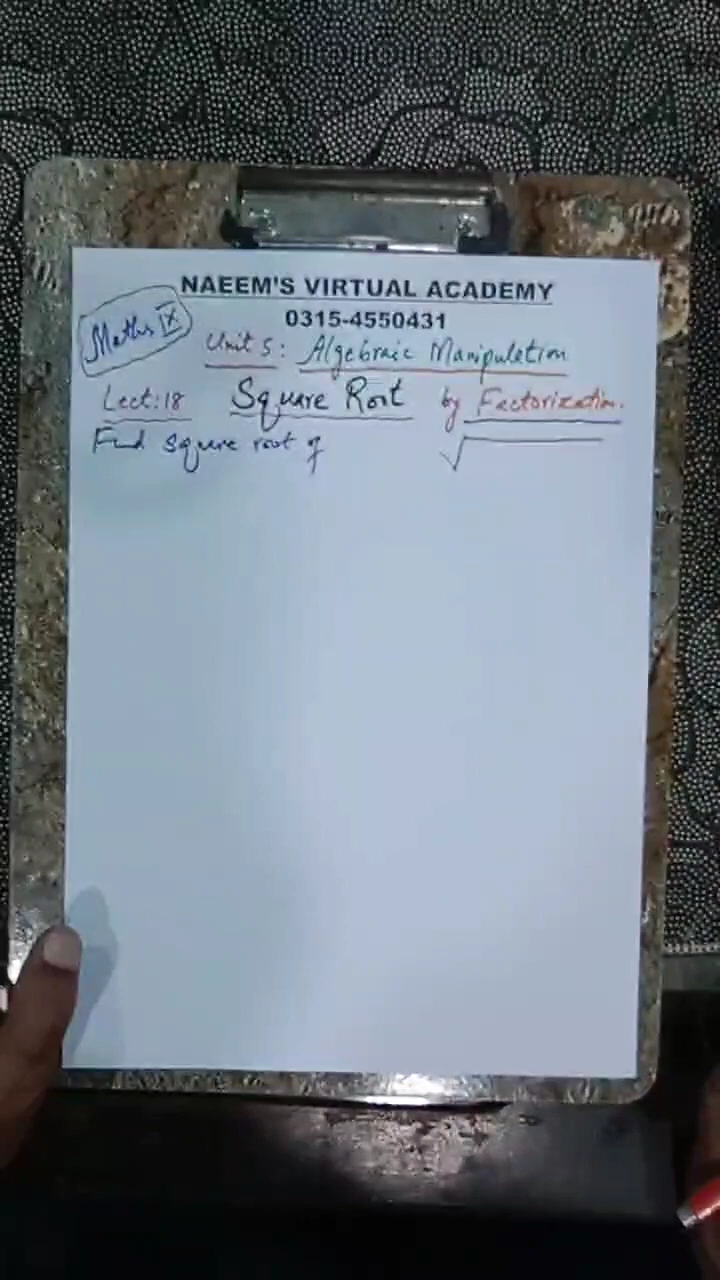 NAEEM'S VIRTUAL ACADEMY
0315-4550431
Maths IX
Unit 5: Algebraic Manipulation
Lect:18 Square Root by Factorization.
Find square root of √